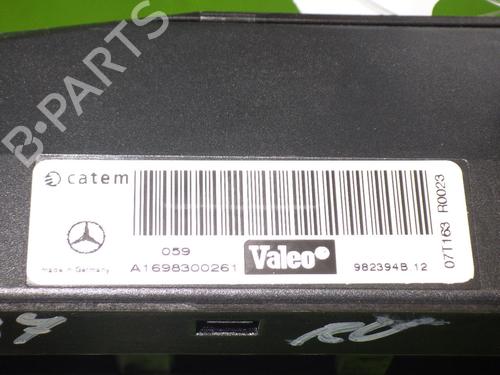 B-PARTS
catem
07T163 R0023
059
made in Germany
A1698300261
Valeo
982394B.12